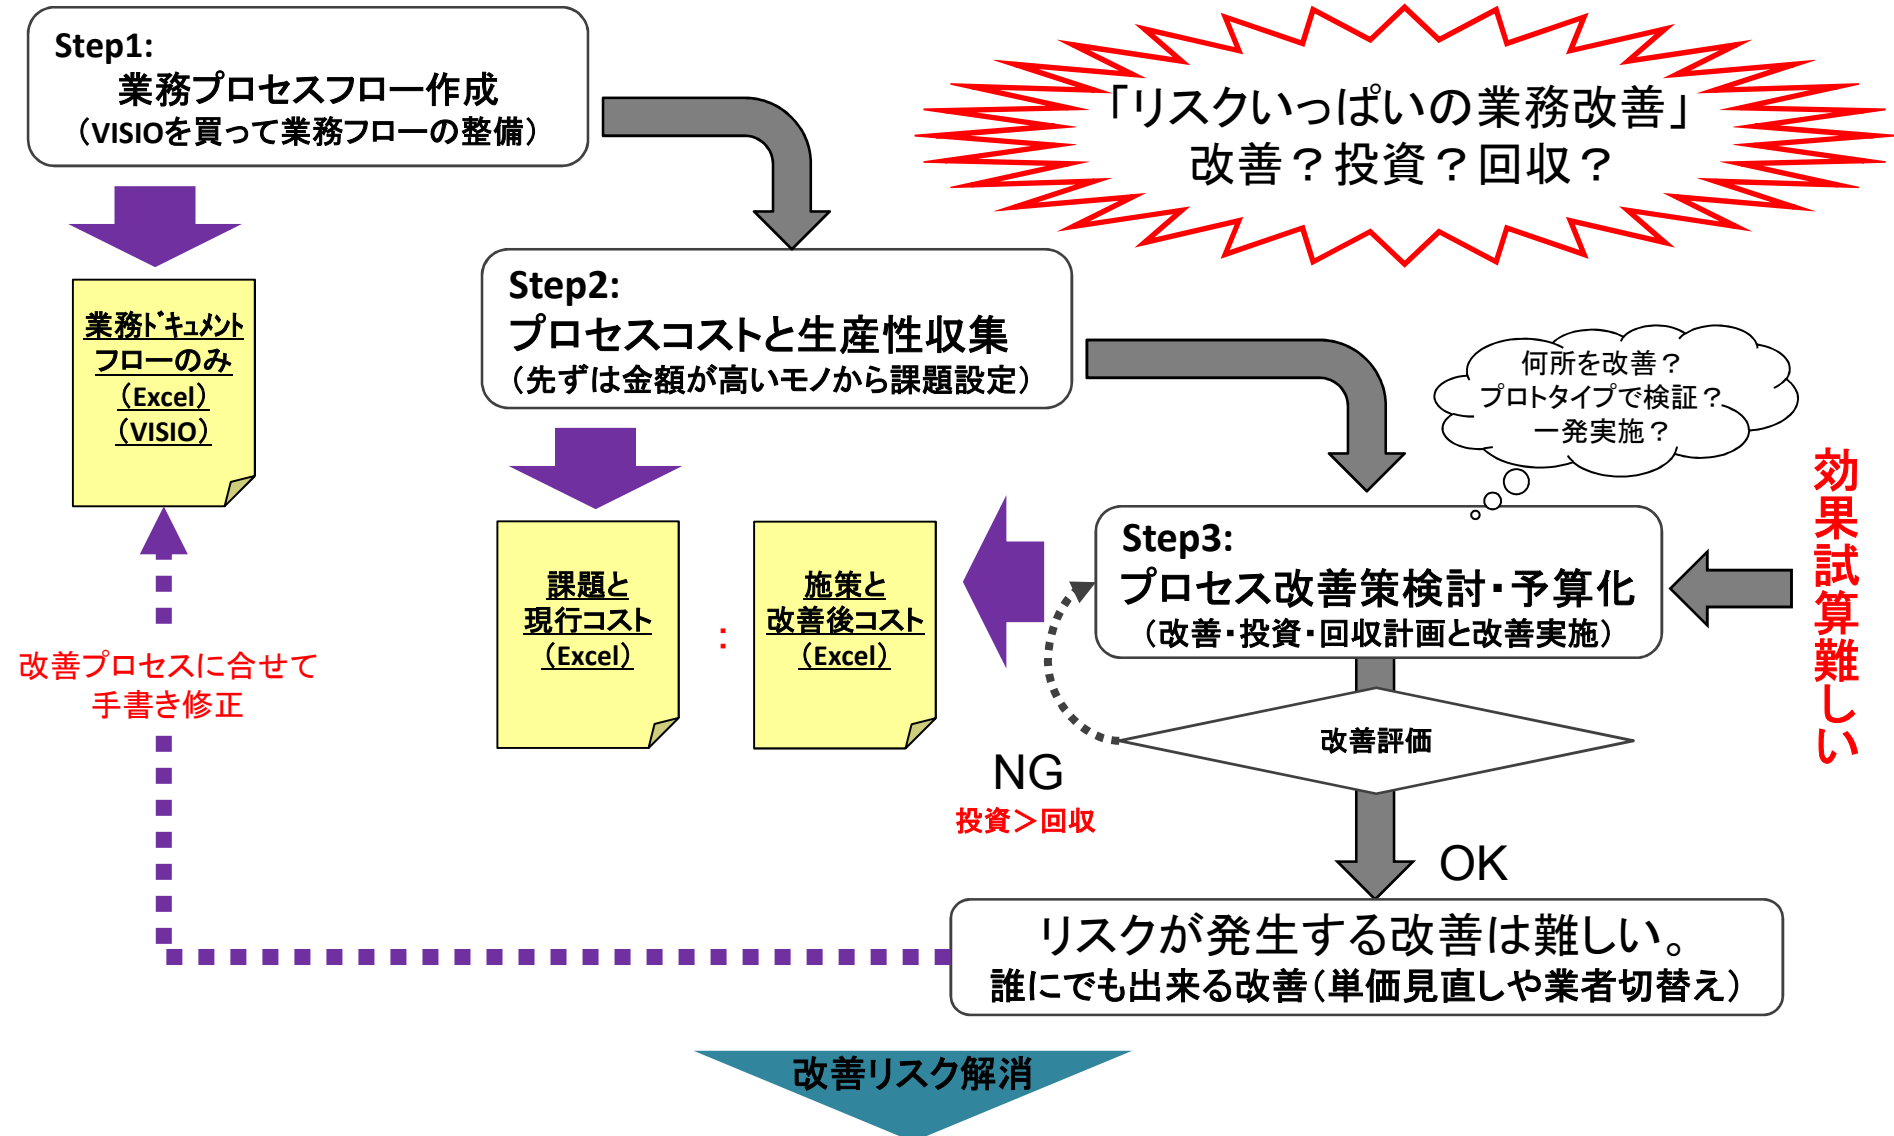 Step1:
業務プロセスフロー作成
（VISIOを買って業務フローの整備）
「リスクいっぱいの業務改善」
改善？投資？回収？
業務ﾄﾞｷｭﾒﾝﾄ
フローのみ
（Excel）
（VISIO）
Step2:
プロセスコストと生産性収集
（先ずは金額が高いモノから課題設定）
何所を改善？
プロトタイプで検証？
一発実施？
効果試算難しい
課題と
現行コスト
（Excel）
：
施策と
改善後コスト
（Excel）
Step3:
プロセス改善策検討・予算化
（改善・投資・回収計画と改善実施）
改善プロセスに合せて
手書き修正
改善評価
NG
投資＞回収
OK
リスクが発生する改善は難しい。
誰にでも出来る改善（単価見直しや業者切替え）
改善リスク解消